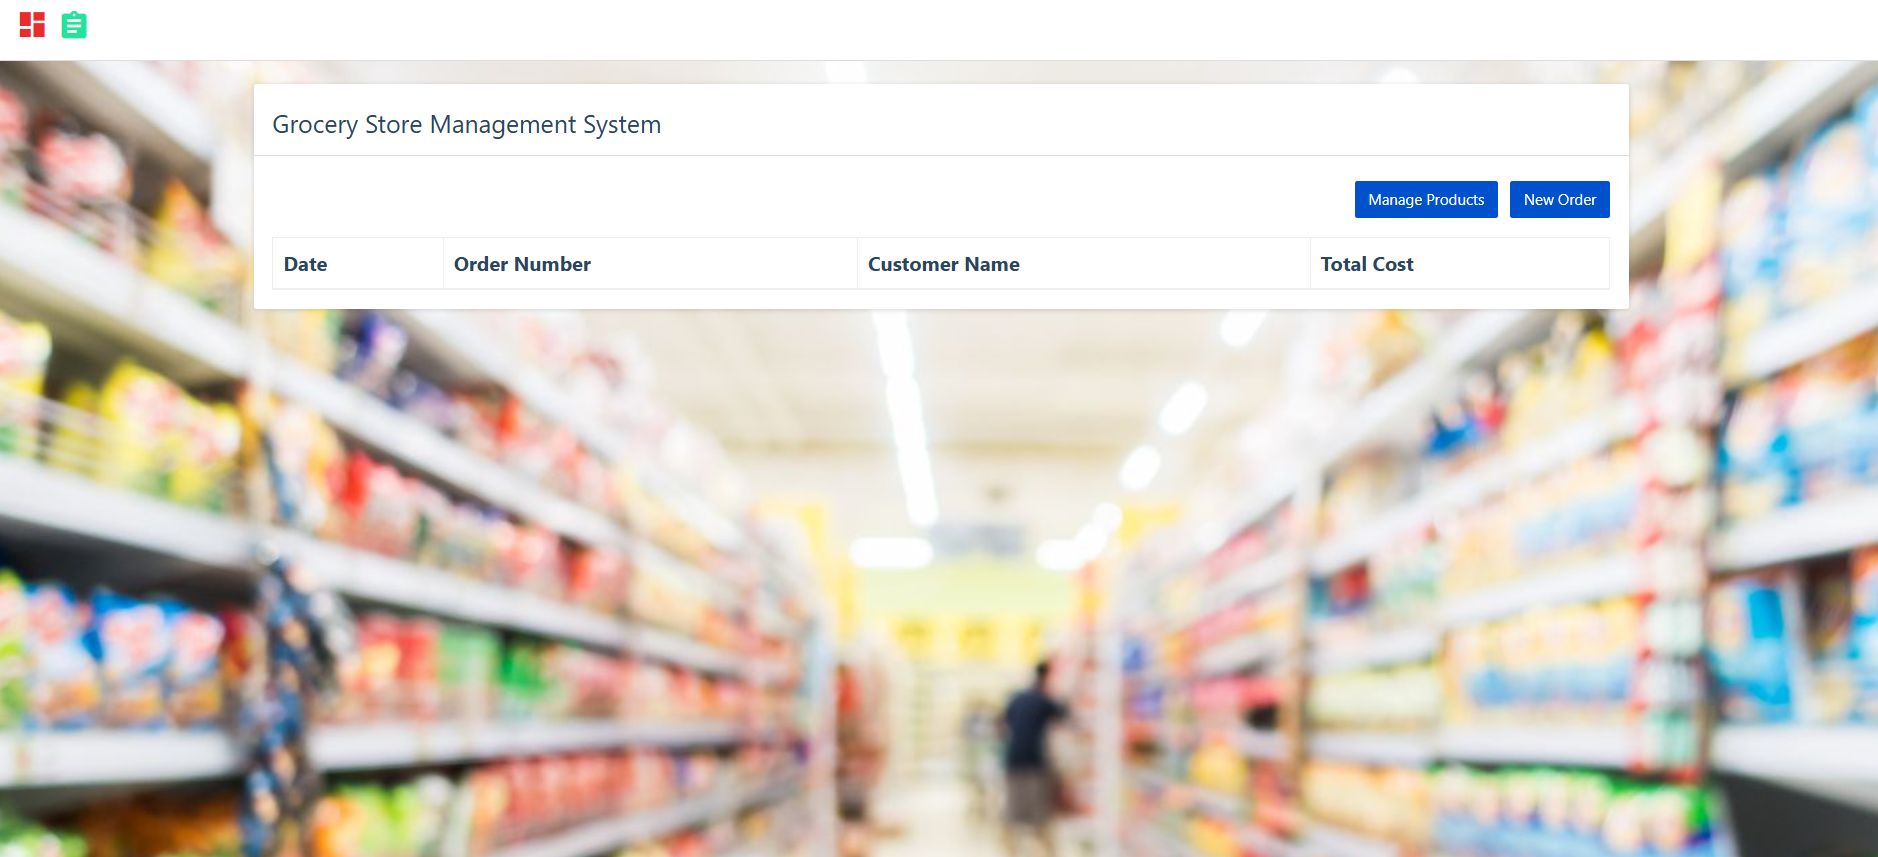 Grocery Store Management System
Manage Products New Order
Date Order Number Customer Name Total Cost